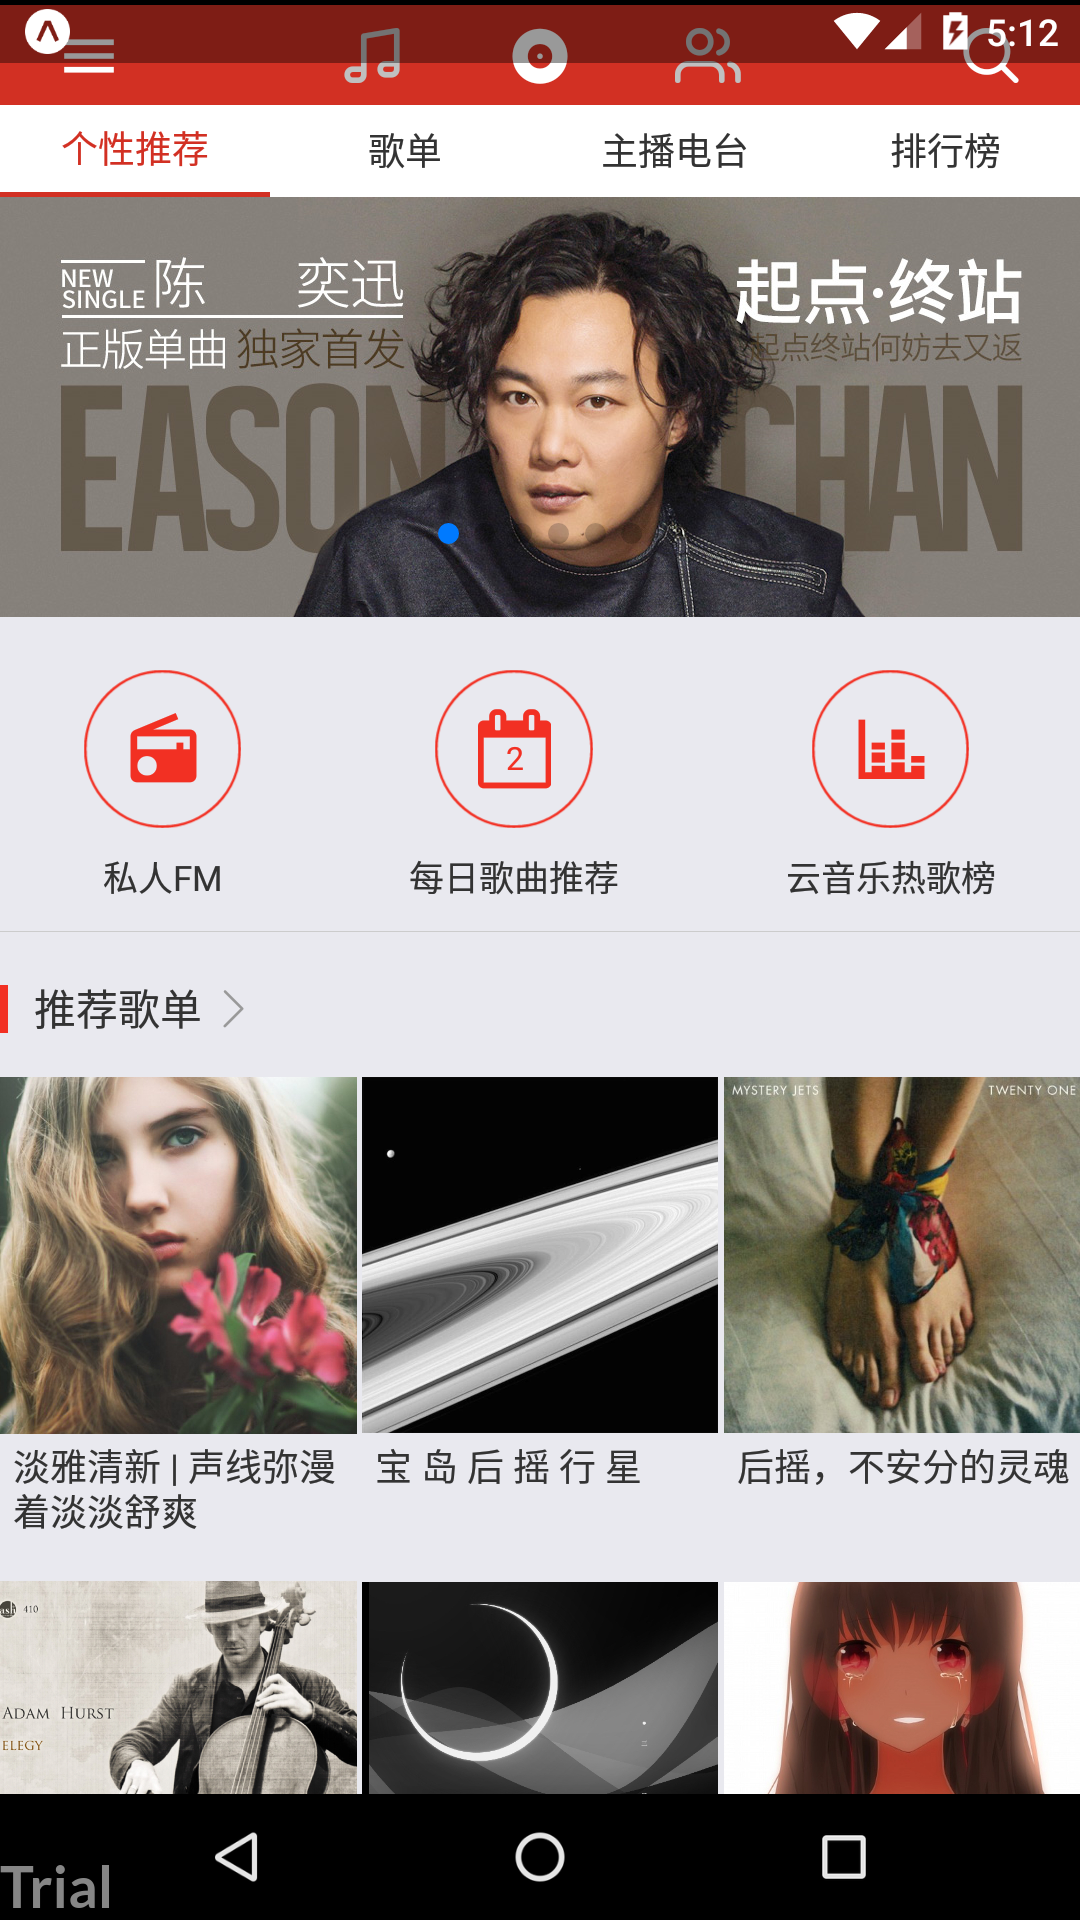 5:12
个性推荐 歌单 主播电台 排行榜
NEW SINGLE 陈 奕迅
正版单曲 独家首发
起点·终站
起点终站何妨去又返
EASON CHAN
2
私人FM 每日歌曲推荐 云音乐热歌榜
推荐歌单
MYSTERY JETS TWENTY ONE
淡雅清新 | 声线弥漫
着淡淡舒爽
宝 岛 后 摇 行 星
后摇，不安分的灵魂
ash 410
ADAM HURST
ELEGY
Trial